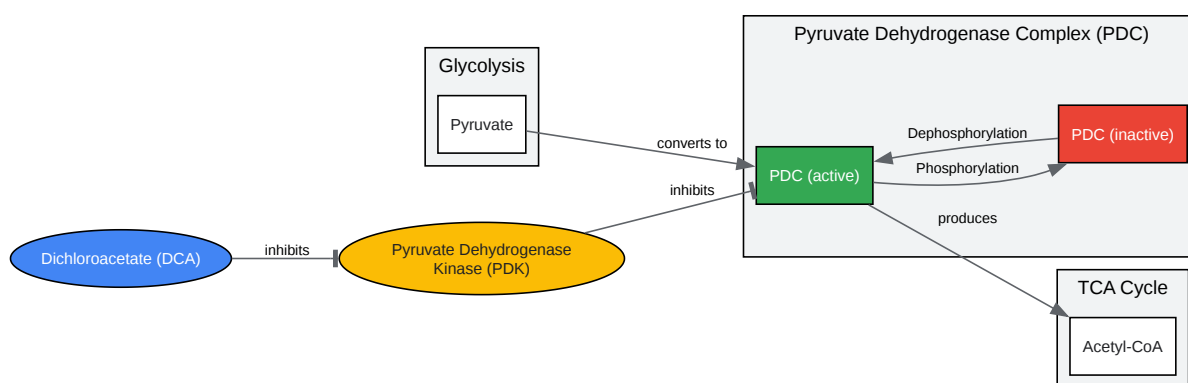 Pyruvate Dehydrogenase Complex (PDC)
Glycolysis
Pyruvate
converts to
Dephosphorylation
PDC (inactive)
PDC (active)
Phosphorylation
inhibits
produces
Dichloroacetate (DCA)
inhibits
Pyruvate Dehydrogenase
Kinase (PDK)
TCA Cycle
Acetyl-CoA